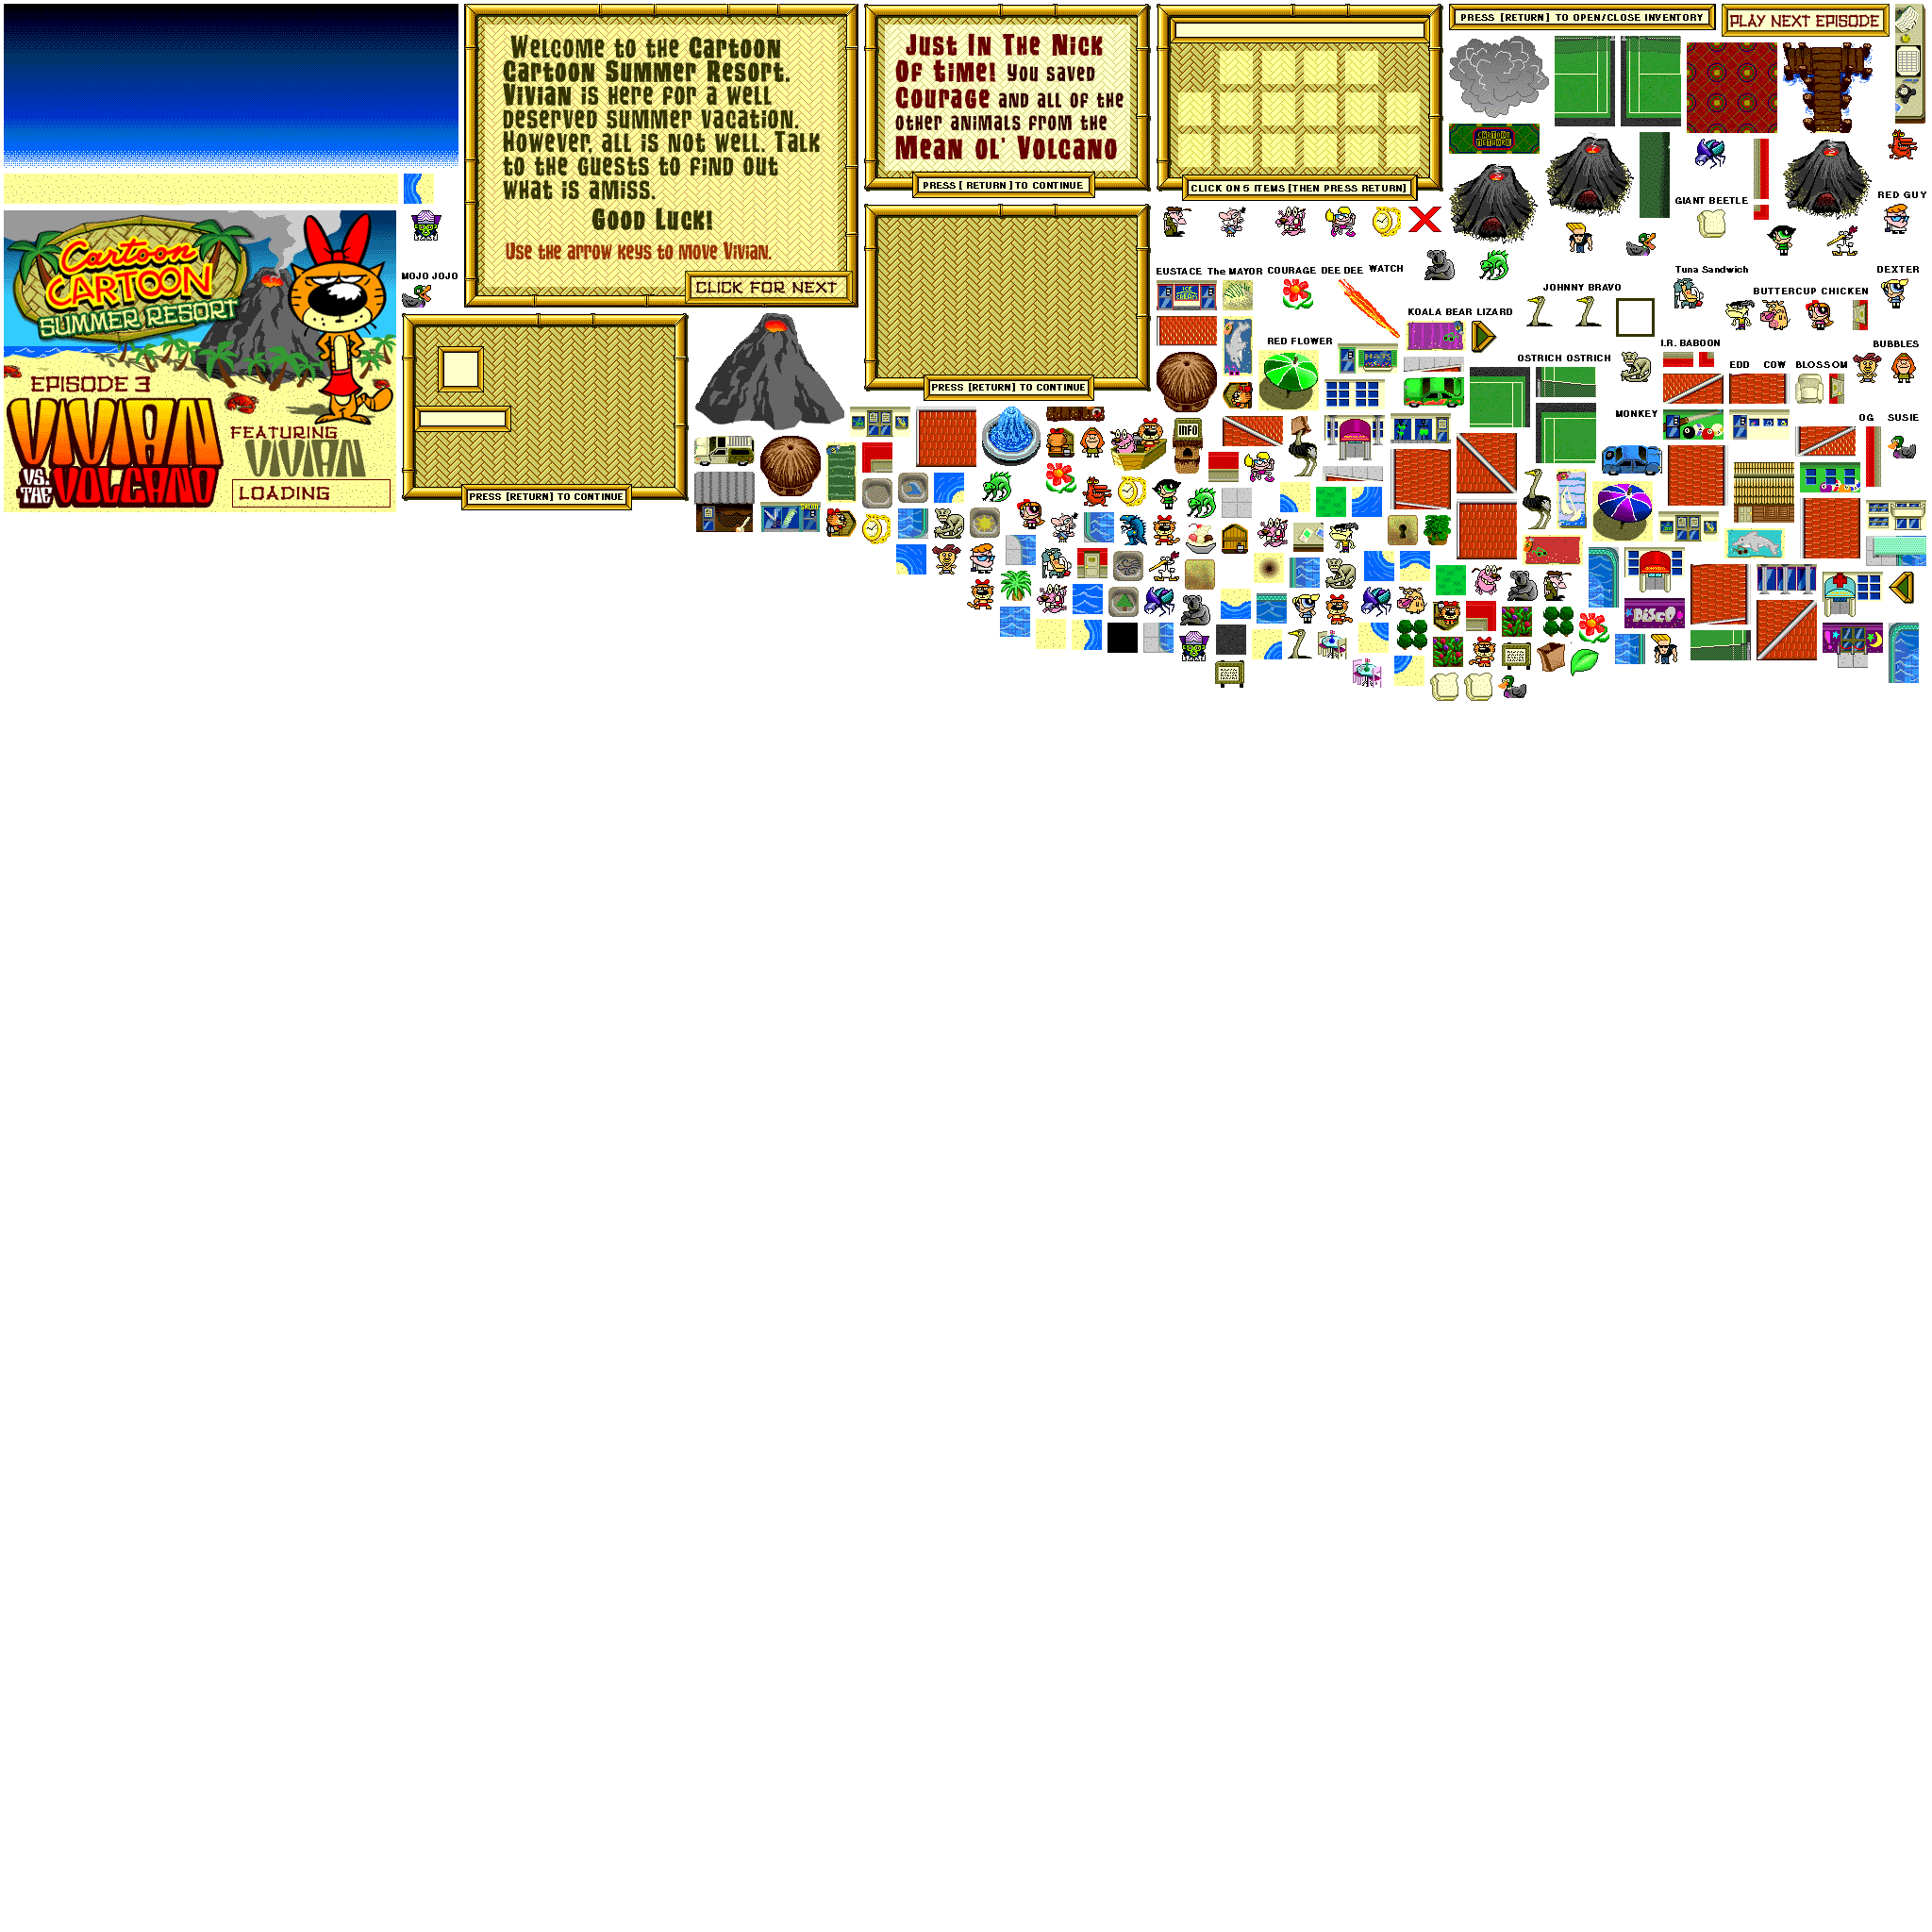 Welcome to the Cartoon
Cartoon Summer Resort.
Vivian is here for a well
deserved summer vacation.
However, all is not well. Talk
to the guests to find out
what is amiss.
Good Luck!
Use the arrow keys to move Vivian.
CLICK FOR NEXT
Just In The Nick
Of time! You saved
Courage and all of the
other animals from the
Mean Ol' Volcano
PRESS [ RETURN ] TO CONTINUE
CLICK ON 5 ITEMS [THEN PRESS RETURN]
PRESS [RETURN] TO OPEN/CLOSE INVENTORY
PLAY NEXT EPISODE
CARTOON
NETWORK
GIANT BEETLE
RED GUY
Cartoon
CARTOON
SUMMER RESORT
EPISODE 3
VIVIAN
VS.
THE
VOLCANO
FEATURING
VIVIAN
LOADING
MOJO JOJO
PRESS [RETURN] TO CONTINUE
PRESS [RETURN] TO CONTINUE
EUSTACE
The MAYOR
COURAGE
DEE DEE
WATCH
Tuna Sandwich
DEXTER
JOHNNY BRAVO
BUTTERCUP
CHICKEN
ICE
CREAM
KOALA BEAR
LIZARD
RED FLOWER
HATS
OSTRICH
OSTRICH
I.R. BABOON
BUBBLES
EDD
COW
BLOSSOM
MONKEY
OG
SUSIE
INFO
DISCO